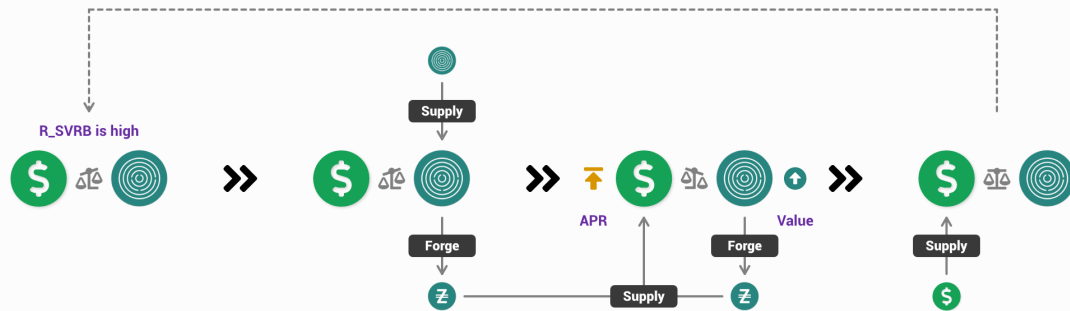 R_SVRB is high
Supply
Forge
APR
Supply
Forge
Value
Supply